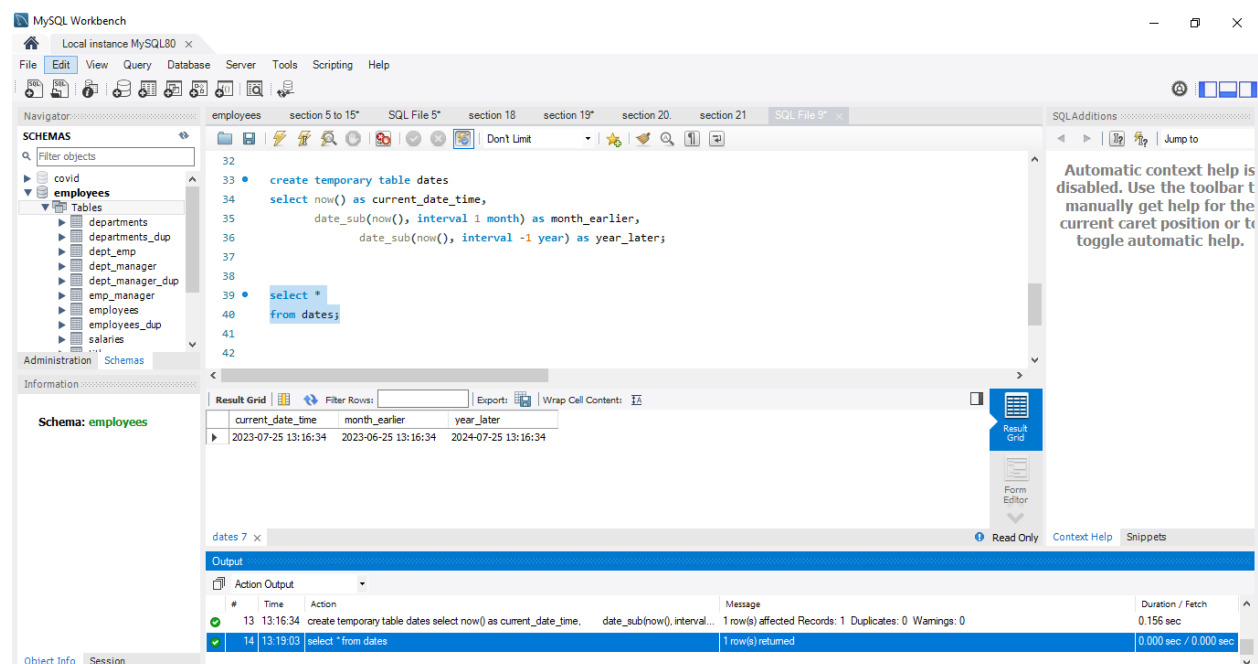 MySQL Workbench
Local instance MySQL80
File Edit View Query Database Server Tools Scripting Help
Navigator
SCHEMAS
Filter objects
covid
employees
Tables
departments
departments_dup
dept_emp
dept_manager
dept_manager_dup
emp_manager
employees
employees_dup
salaries
Administration Schemas
Information
Schema: employees
Object Info Session
employees section 5 to 15* SQL File 5* section 18 section 19* section 20. section 21 SQL File 9*
Don't Limit
32
33 create temporary table dates
34 select now() as current_date_time,
35 date_sub(now(), interval 1 month) as month_earlier,
36 date_sub(now(), interval -1 year) as year_later;
37
38
39 select *
40 from dates;
41
42
Result Grid Filter Rows: Export: Wrap Cell Content:
current_date_time month_earlier year_later
2023-07-25 13:16:34 2023-06-25 13:16:34 2024-07-25 13:16:34
Result
Grid
Form
Editor
dates 7 Read Only
Output
Action Output
# Time Action Message Duration / Fetch
13 13:16:34 create temporary table dates select now() as current_date_time, date_sub(now(), interval... 1 row(s) affected Records: 1 Duplicates: 0 Warnings: 0 0.156 sec
14 13:19:03 select * from dates 1 row(s) returned 0.000 sec / 0.000 sec
SQLAdditions
Jump to
Automatic context help is
disabled. Use the toolbar t
manually get help for the
current caret position or to
toggle automatic help.
Context Help Snippets